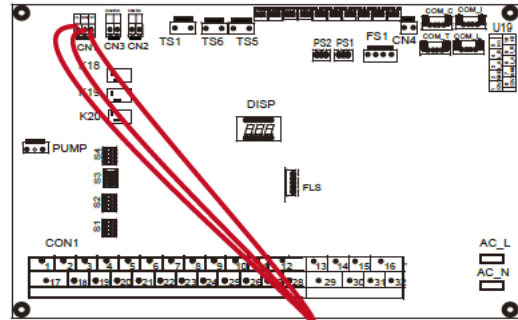 COM_C COM_I
U19
TS1 TS6 TS5 PS2 PS1 FS1 CN4 COM_T COM_L
CN1 CN3 CN2
K18
K19
K20
DISP
PUMP
S4
S3
S2
S1
FLS
CON1
AC_L
1 2 3 4 5 6 7 8 9 10 12 13 14 15 16
AC_N
17 18 19 20 21 22 23 24 25 26 28 29 30 31 32